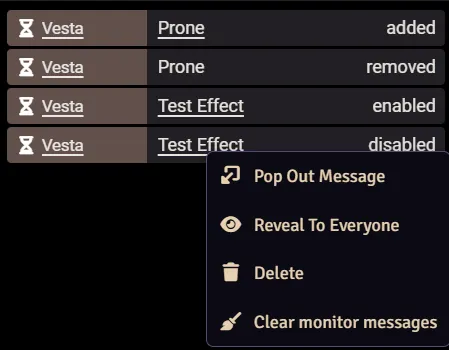 Vesta Prone added
Vesta Prone removed
Vesta Test Effect enabled
Vesta Test Effect disabled
Pop Out Message
Reveal To Everyone
Delete
Clear monitor messages